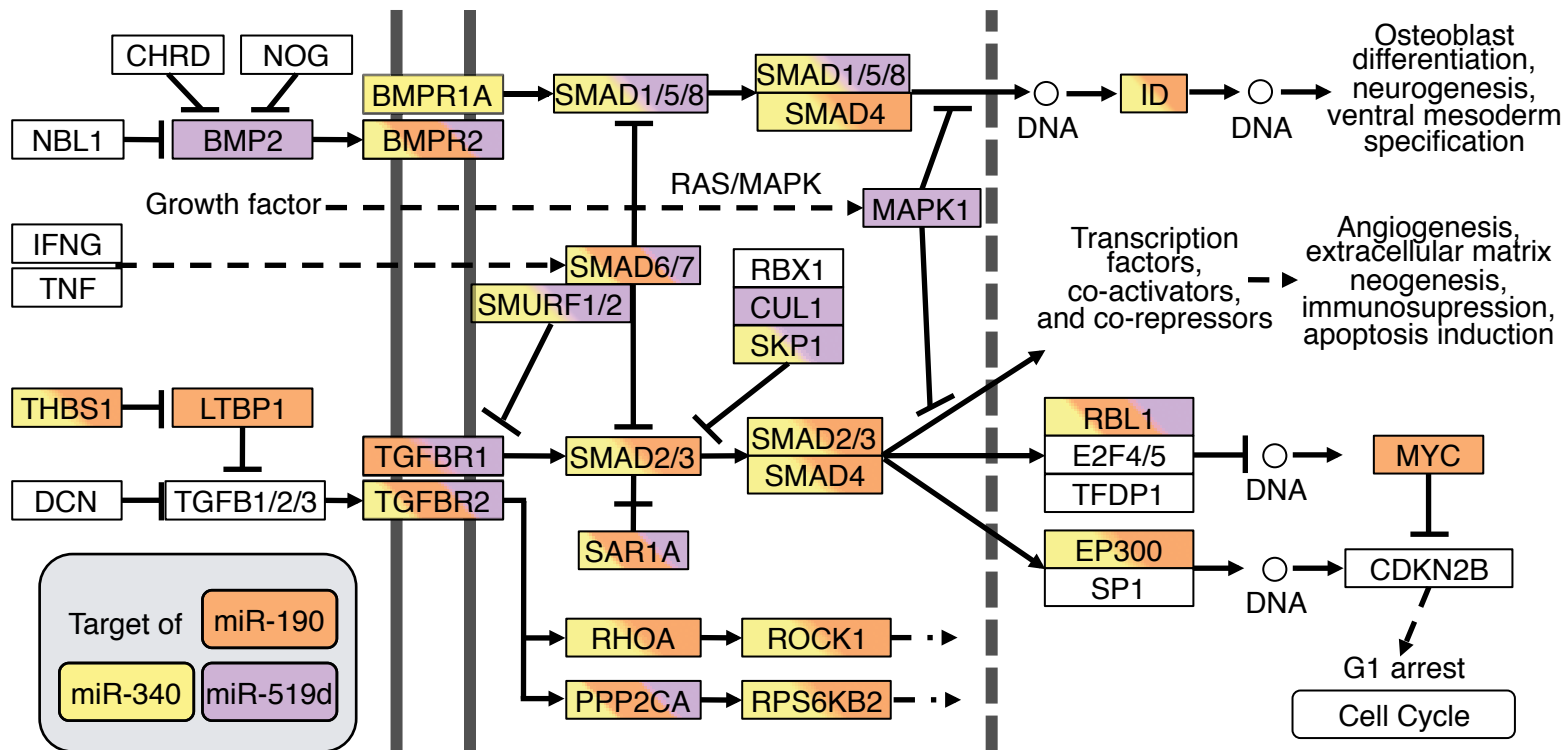 CHRD
NOG
NBL1
BMP2
BMPR1A
BMPR2
SMAD1/5/8
SMAD1/5/8
SMAD4
DNA
ID
DNA
Osteoblast
differentiation,
neurogenesis,
ventral mesoderm
specification
Growth factor
RAS/MAPK
MAPK1
IFNG
TNF
SMAD6/7
SMURF1/2
RBX1
CUL1
SKP1
Transcription
factors,
co-activators,
and co-repressors
Angiogenesis,
extracellular matrix
neogenesis,
immunosupression,
apoptosis induction
THBS1
LTBP1
DCN
TGFB1/2/3
TGFBR1
TGFBR2
SMAD2/3
SMAD2/3
SMAD4
SAR1A
RBL1
E2F4/5
TFDP1
DNA
MYC
EP300
SP1
DNA
CDKN2B
RHOA
ROCK1
PPP2CA
RPS6KB2
G1 arrest
Cell Cycle
Target of
miR-190
miR-340
miR-519d